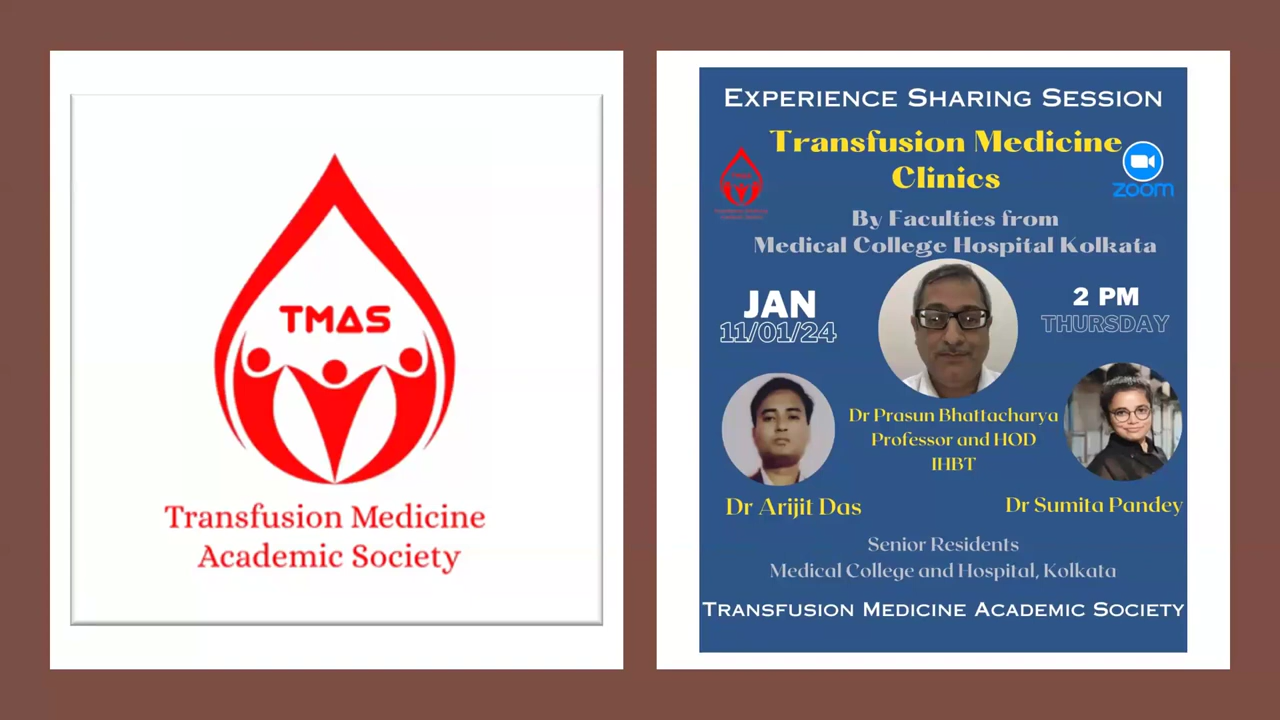 TMAS
Transfusion Medicine
Academic Society
EXPERIENCE SHARING SESSION
Transfusion Medicine
Clinics
zoom
By Faculties from
Medical College Hospital Kolkata
JAN
11/01/24
2 PM
THURSDAY
Dr Prasun Bhattacharya
Professor and HOD
IHBT
Dr Arijit Das
Dr Sumita Pandey
Senior Residents
Medical College and Hospital, Kolkata
TRANSFUSION MEDICINE ACADEMIC SOCIETY